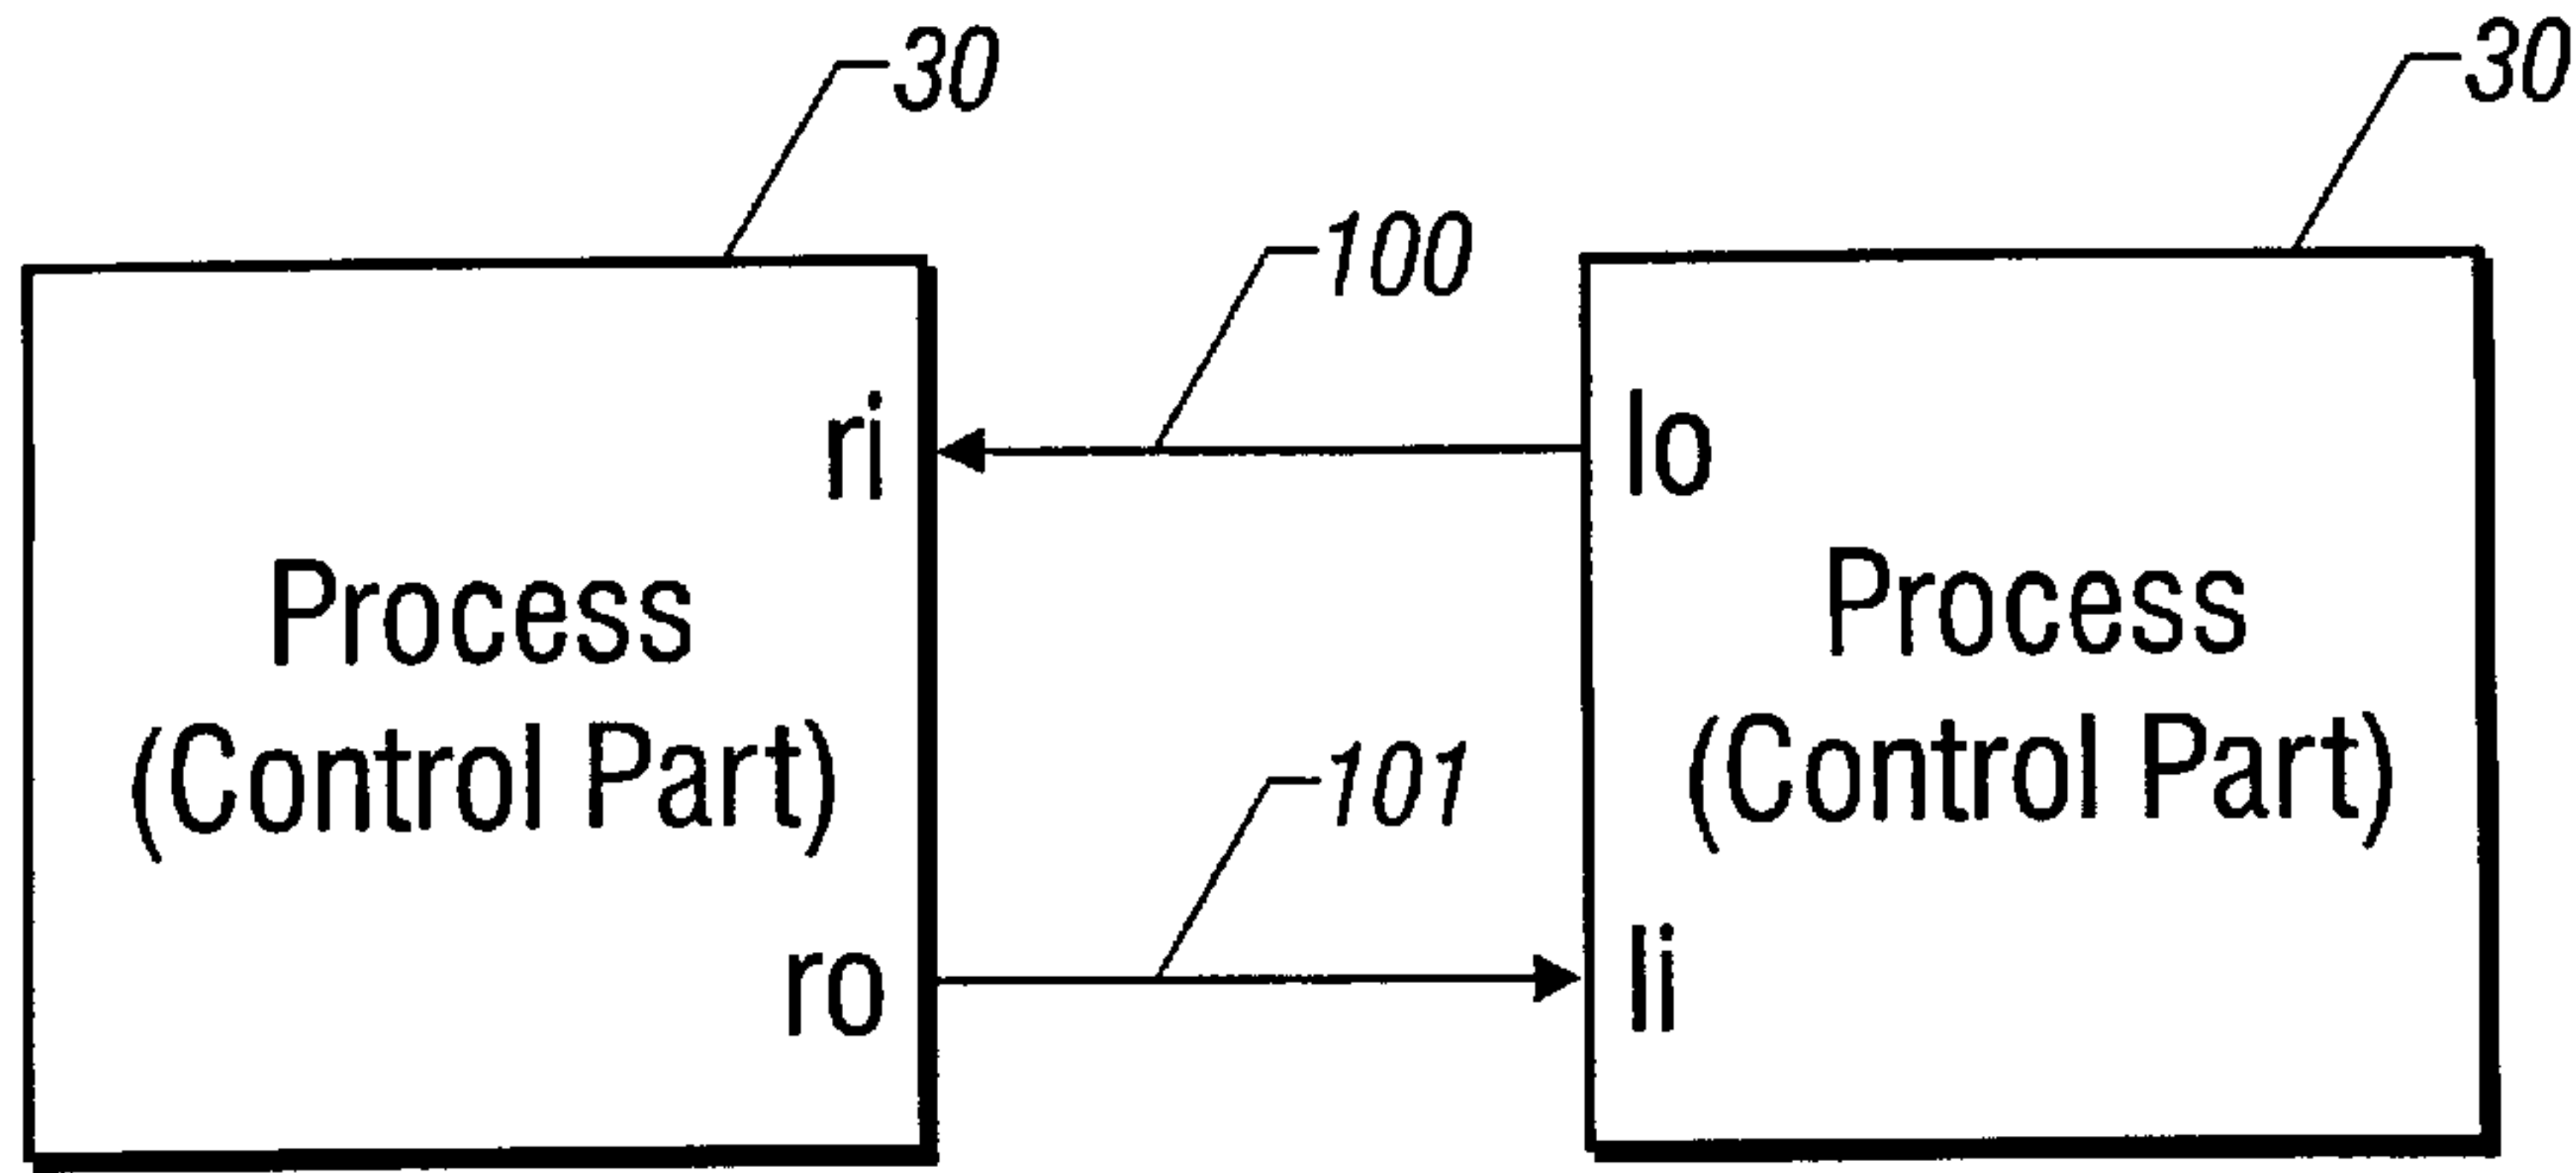 30
30
100
ri
lo
Process
(Control Part)
Process
(Control Part)
101
ro
li